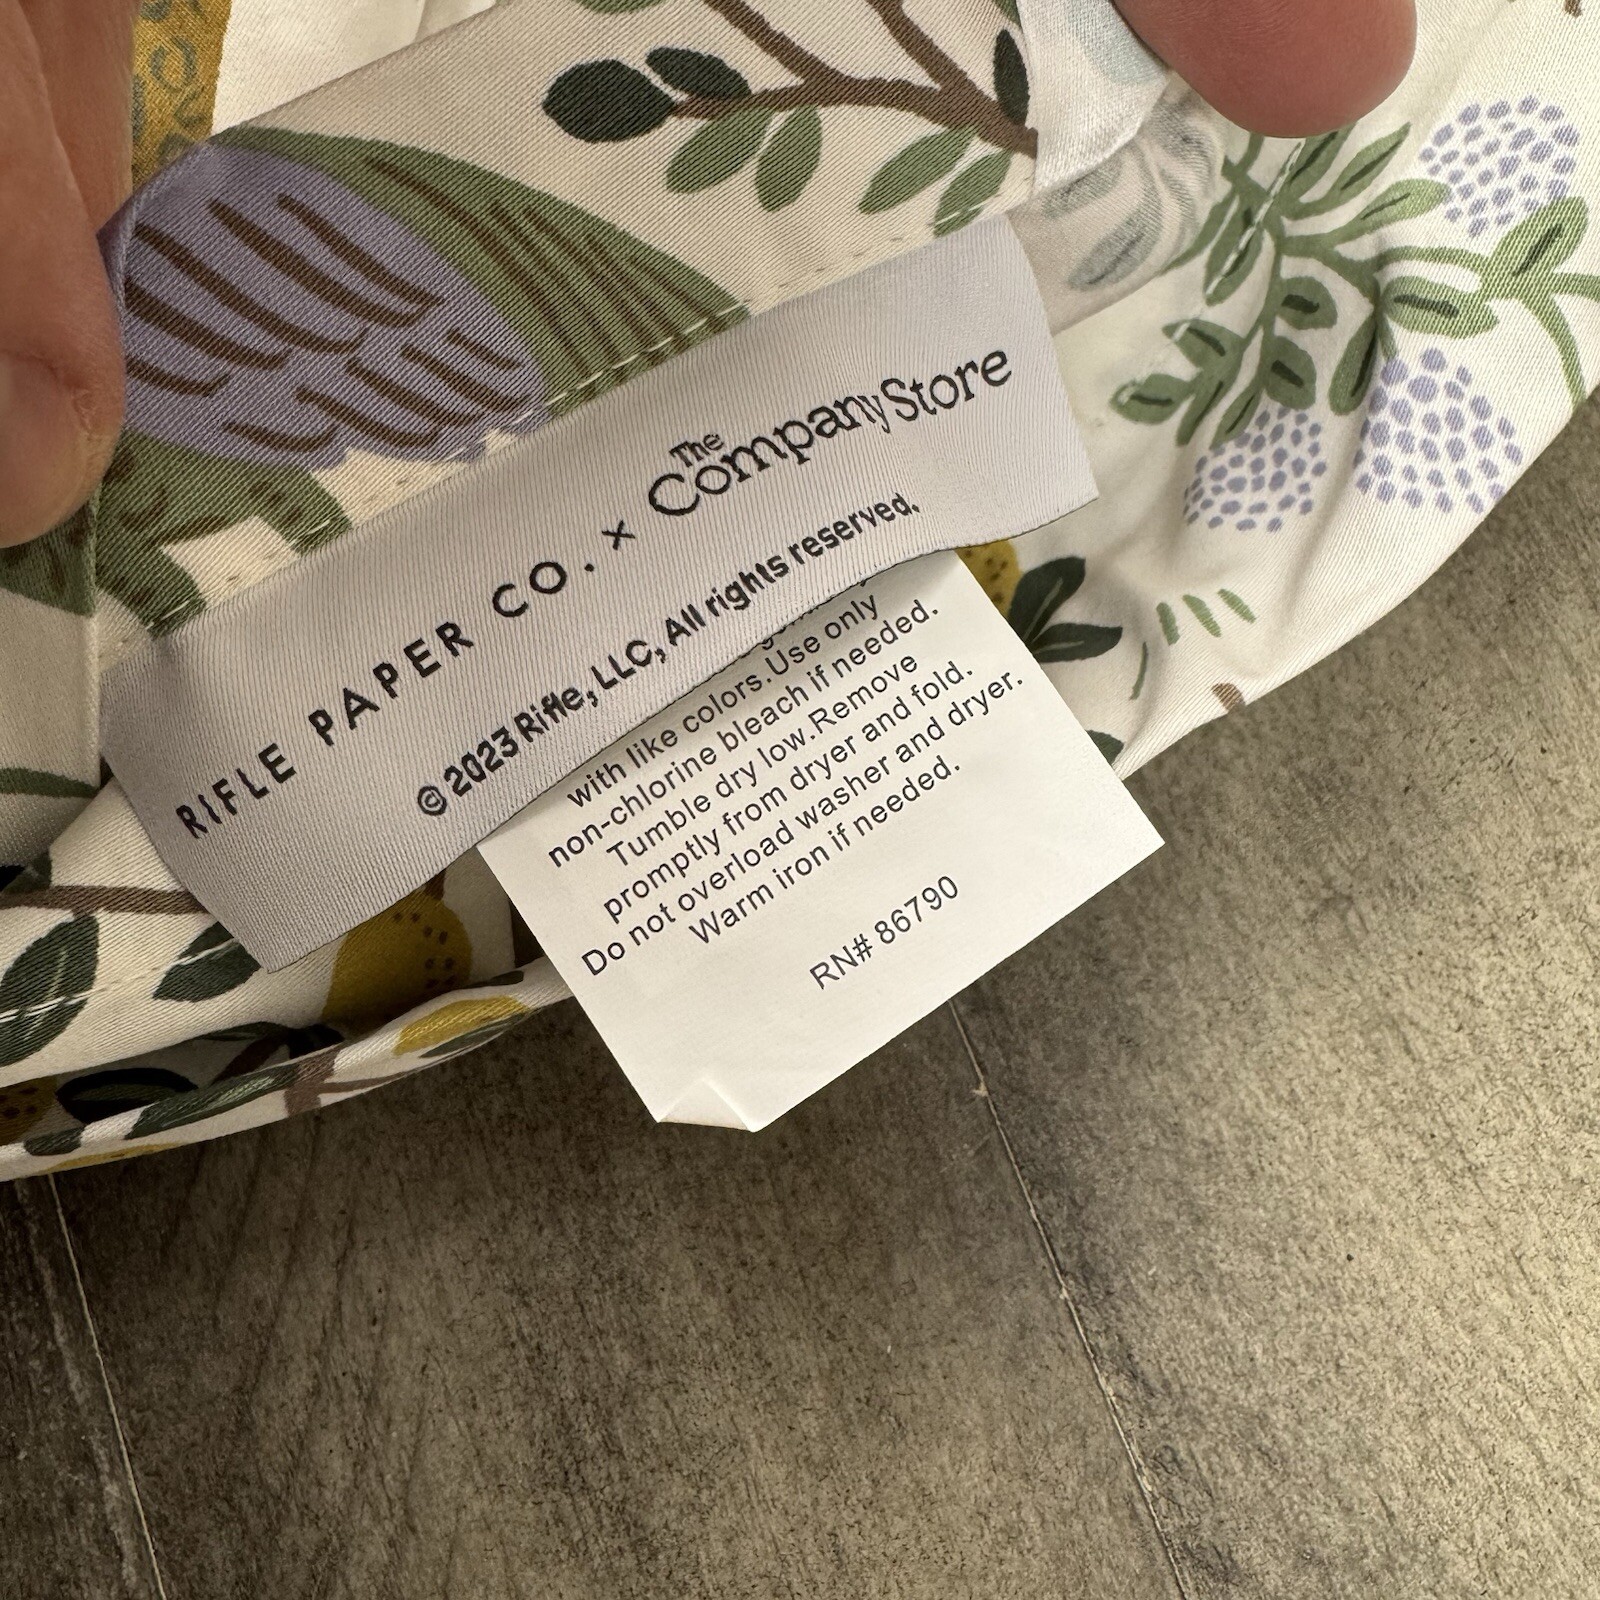 RIFLE PAPER CO. × The CompanyStore
© 2023 Rifle, LLC, All rights reserved.
with like colors.Use only
non-chlorine bleach if needed.
Tumble dry low.Remove
promptly from dryer and fold.
Do not overload washer and dryer.
Warm iron if needed.
RN# 86790